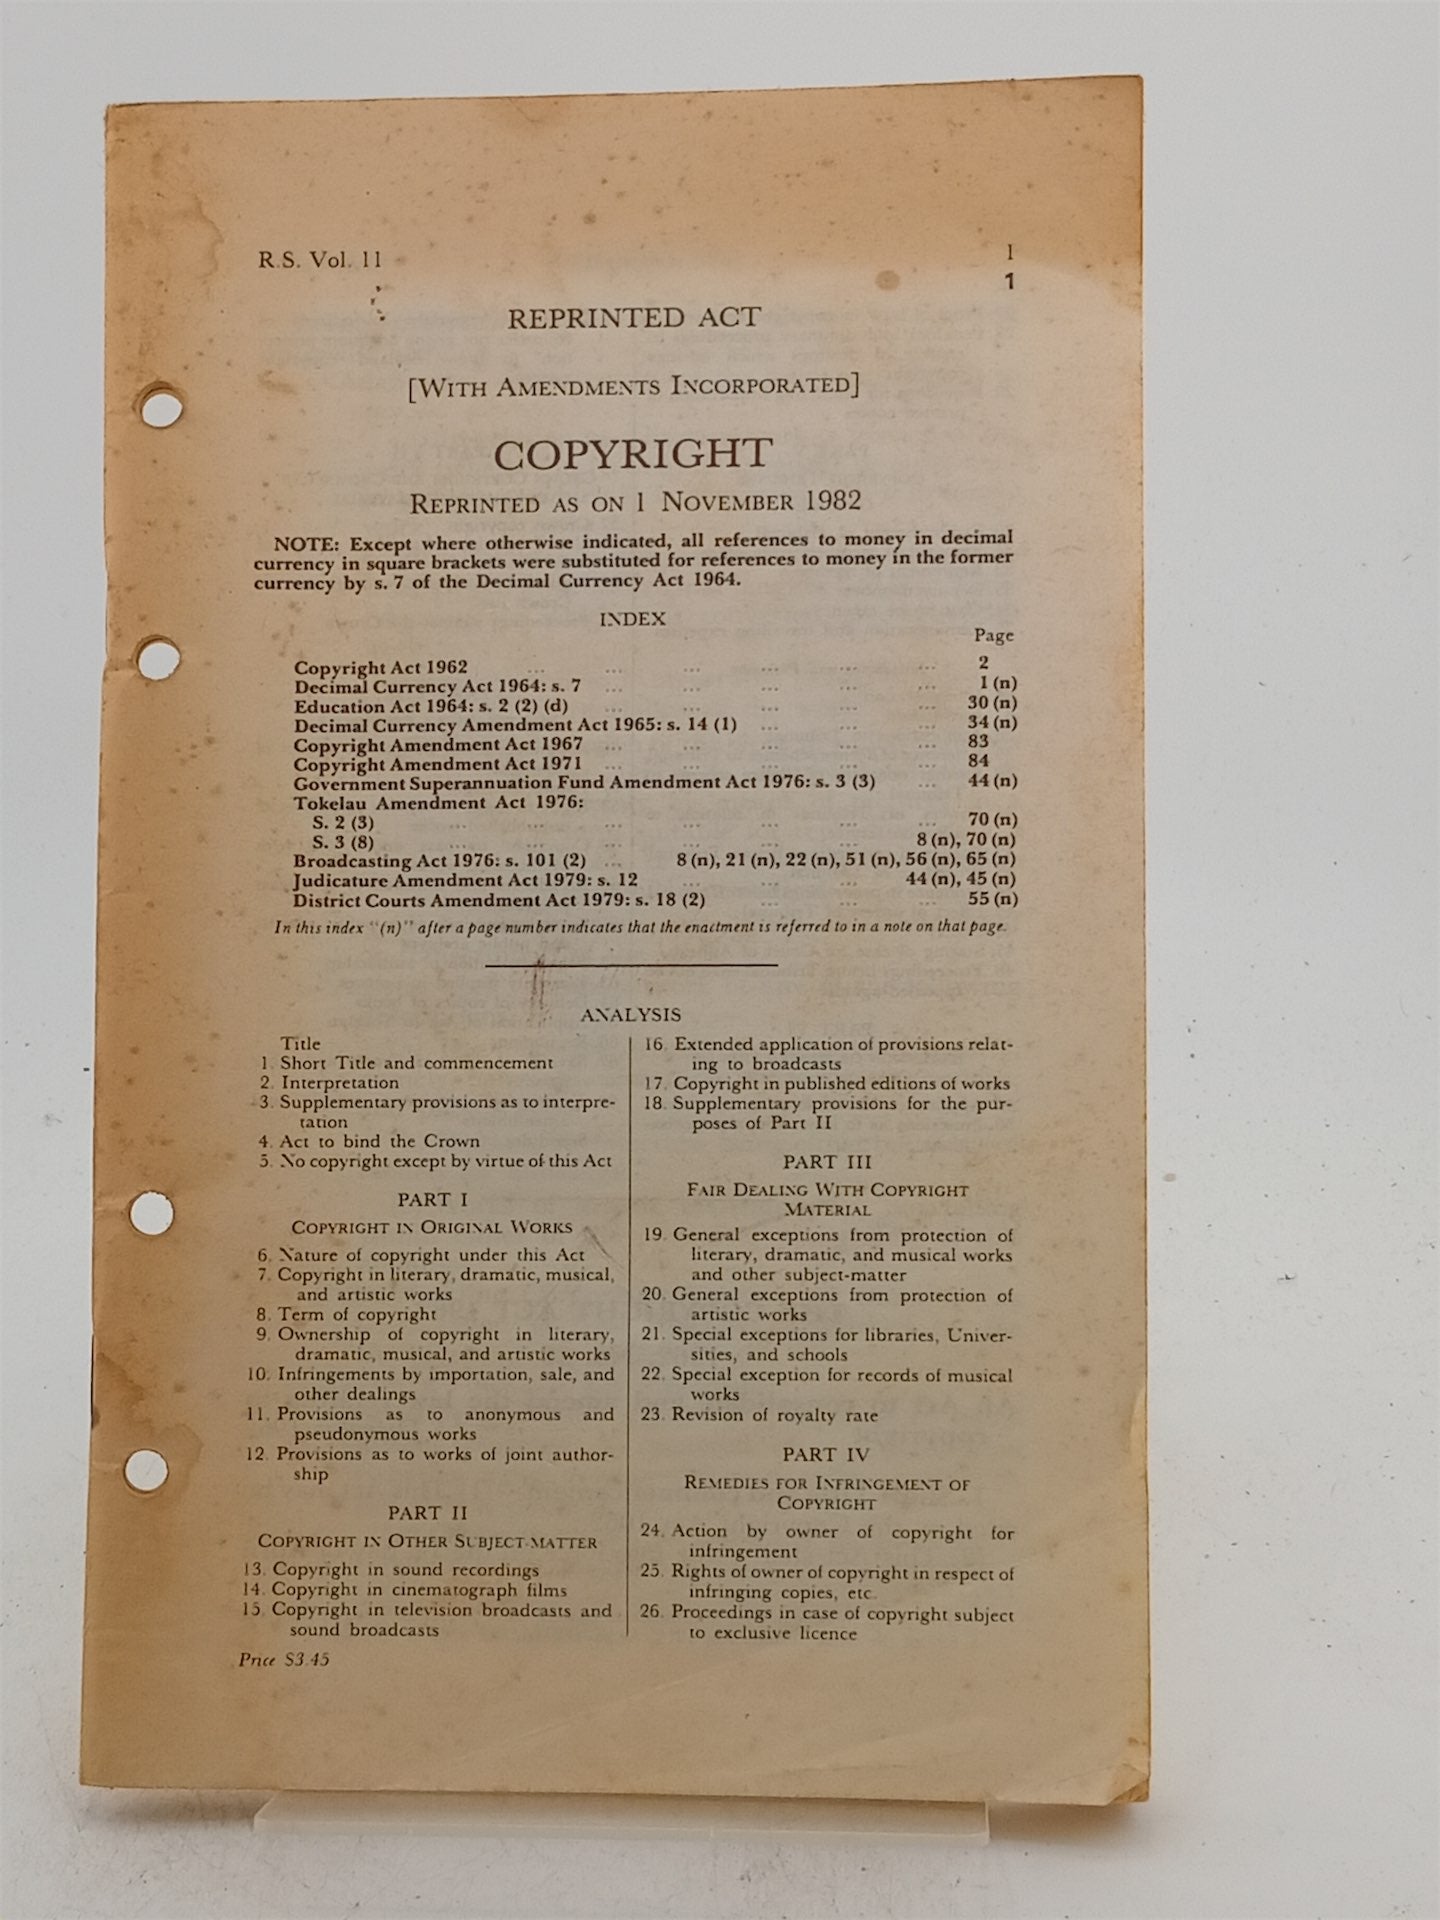 R.S. Vol. 11
1
1
REPRINTED ACT
[WITH AMENDMENTS INCORPORATED]
COPYRIGHT
REPRINTED AS ON 1 NOVEMBER 1982
NOTE: Except where otherwise indicated, all references to money in decimal
currency in square brackets were substituted for references to money in the former
currency by s. 7 of the Decimal Currency Act 1964.
INDEX
Page
Copyright Act 1962 ... ... ... ... ... ... 2
Decimal Currency Act 1964: s. 7 ... ... ... ... ... 1 (n)
Education Act 1964: s. 2 (2) (d) ... ... ... ... ... 30 (n)
Decimal Currency Amendment Act 1965: s. 14 (1) ... ... ... 34 (n)
Copyright Amendment Act 1967 ... ... ... ... ... 83
Copyright Amendment Act 1971 ... ... ... ... ... 84
Government Superannuation Fund Amendment Act 1976: s. 3 (3) ... 44 (n)
Tokelau Amendment Act 1976:
S. 2 (3) ... ... ... ... ... ... ... 70 (n)
S. 3 (8) ... ... ... ... ... ... 8 (n), 70 (n)
Broadcasting Act 1976: s. 101 (2) ... 8 (n), 21 (n), 22 (n), 51 (n), 56 (n), 65 (n)
Judicature Amendment Act 1979: s. 12 ... ... ... 44 (n), 45 (n)
District Courts Amendment Act 1979: s. 18 (2) ... ... ... 55 (n)
In this index "(n)" after a page number indicates that the enactment is referred to in a note on that page.
ANALYSIS
Title
1. Short Title and commencement
2. Interpretation
3. Supplementary provisions as to interpre-
tation
4. Act to bind the Crown
5. No copyright except by virtue of this Act
PART I
COPYRIGHT IN ORIGINAL WORKS
6. Nature of copyright under this Act
7. Copyright in literary, dramatic, musical,
and artistic works
8. Term of copyright
9. Ownership of copyright in literary,
dramatic, musical, and artistic works
10. Infringements by importation, sale, and
other dealings
11. Provisions as to anonymous and
pseudonymous works
12. Provisions as to works of joint author-
ship
PART II
COPYRIGHT IN OTHER SUBJECT-MATTER
13. Copyright in sound recordings
14. Copyright in cinematograph films
15. Copyright in television broadcasts and
sound broadcasts
16. Extended application of provisions relat-
ing to broadcasts
17. Copyright in published editions of works
18. Supplementary provisions for the pur-
poses of Part II
PART III
FAIR DEALING WITH COPYRIGHT
MATERIAL
19. General exceptions from protection of
literary, dramatic, and musical works
and other subject-matter
20. General exceptions from protection of
artistic works
21. Special exceptions for libraries, Univer-
sities, and schools
22. Special exception for records of musical
works
23. Revision of royalty rate
PART IV
REMEDIES FOR INFRINGEMENT OF
COPYRIGHT
24. Action by owner of copyright for
infringement
25. Rights of owner of copyright in respect of
infringing copies, etc.
26. Proceedings in case of copyright subject
to exclusive licence
Price $3.45